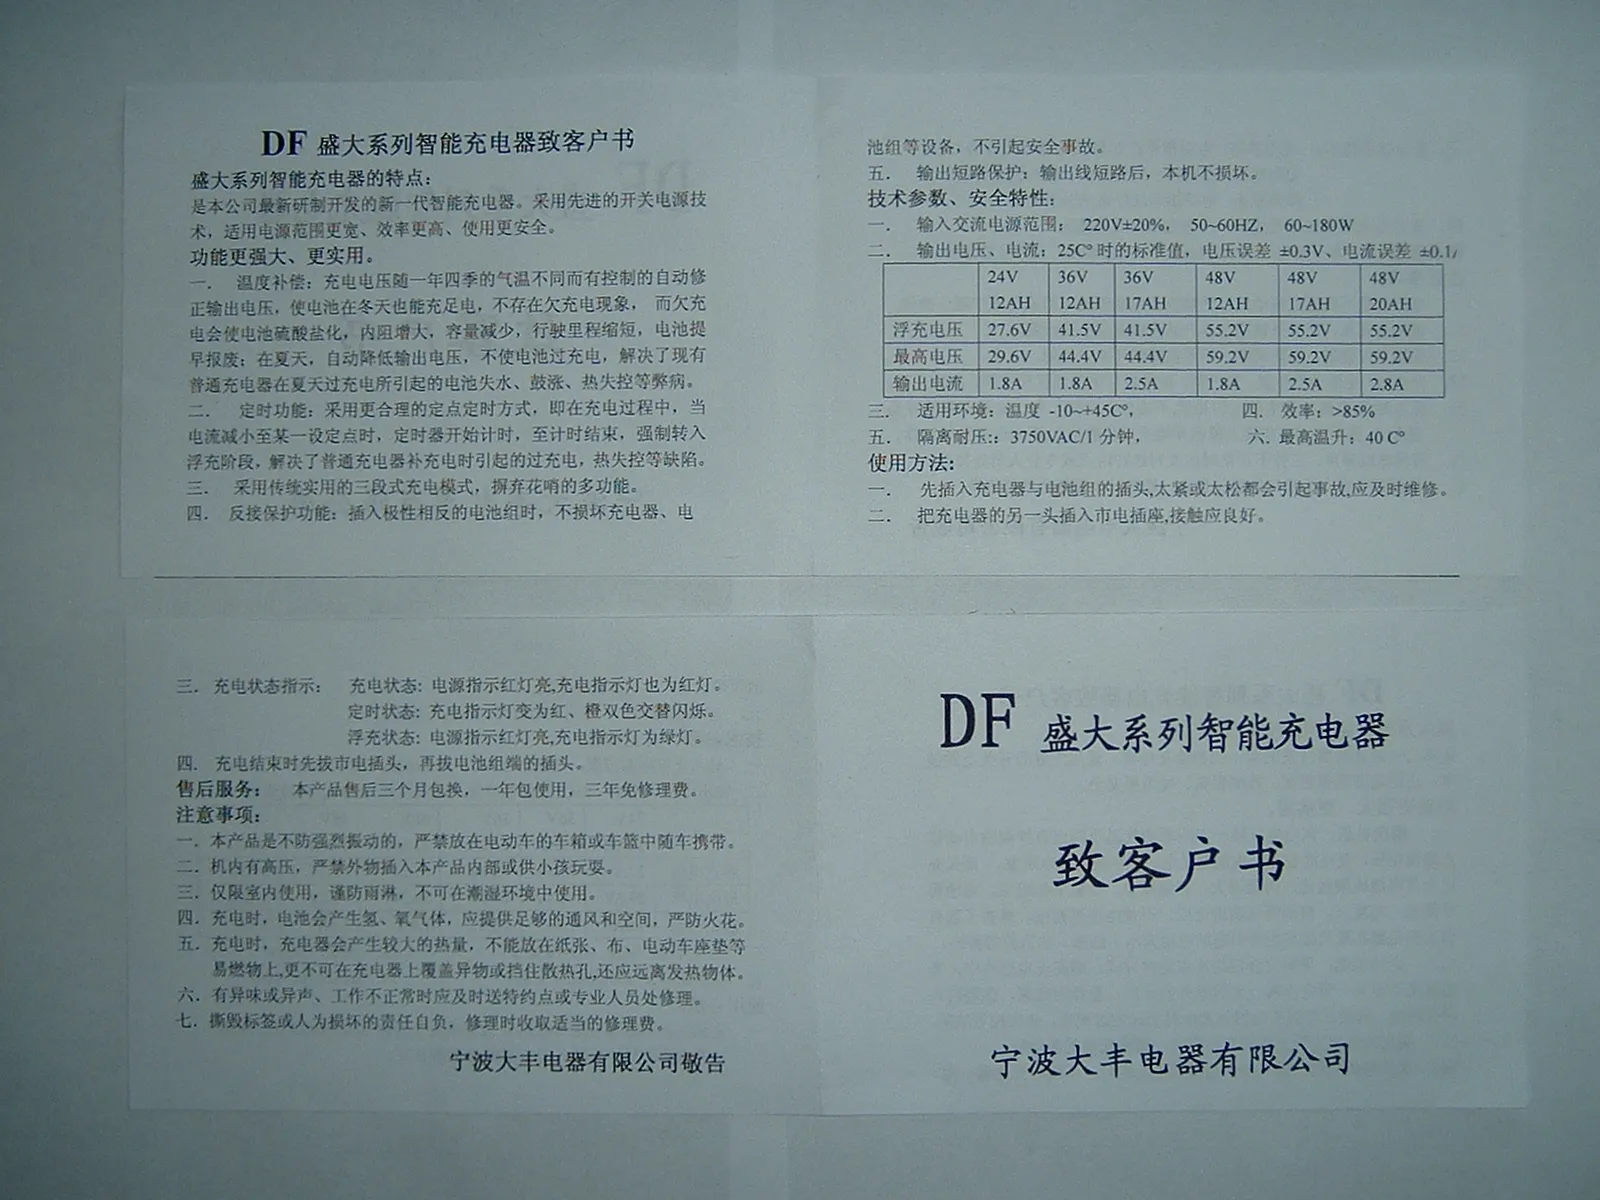 DF 盛大系列智能充电器致客户书
盛大系列智能充电器的特点：
是本公司最新研制开发的新一代智能充电器。采用先进的开关电源技
术，适用电源范围更宽、效率更高、使用更安全。
功能更强大、更实用。
一． 温度补偿：充电电压随一年四季的气温不同而有控制的自动修
正输出电压，使电池在冬天也能充足电，不存在欠充电现象， 而欠充
电会使电池硫酸盐化，内阻增大，容量减少，行驶里程缩短，电池提
早报废；在夏天，自动降低输出电压，不使电池过充电，解决了现有
普通充电器在夏天过充电所引起的电池失水、鼓涨、热失控等弊病。
二． 定时功能：采用更合理的定点定时方式，即在充电过程中，当
电流减小至某一设定点时，定时器开始计时，至计时结束，强制转入
浮充阶段，解决了普通充电器补充电时引起的过充电，热失控等缺陷。
三． 采用传统实用的三段式充电模式，摒弃花哨的多功能。
四． 反接保护功能：插入极性相反的电池组时，不损坏充电器、电
池组等设备，不引起安全事故。
五． 输出短路保护：输出线短路后，本机不损坏。
技术参数、安全特性：
一． 输入交流电源范围： 220V±20%， 50~60HZ， 60~180W
二． 输出电压、电流：25C° 时的标准值，电压误差 ±0.3V、电流误差 ±0.1
24V 36V 36V 48V 48V 48V
12AH 12AH 17AH 12AH 17AH 20AH
浮充电压 27.6V 41.5V 41.5V 55.2V 55.2V 55.2V
最高电压 29.6V 44.4V 44.4V 59.2V 59.2V 59.2V
输出电流 1.8A 1.8A 2.5A 1.8A 2.5A 2.8A
三． 适用环境：温度 -10~+45C°， 四． 效率：>85%
五． 隔离耐压：: 3750VAC/1 分钟， 六. 最高温升：40 C°
使用方法:
一． 先插入充电器与电池组的插头,太紧或太松都会引起事故,应及时维修。
二． 把充电器的另一头插入市电插座,接触应良好。
三． 充电状态指示： 充电状态: 电源指示红灯亮,充电指示灯也为红灯。
定时状态: 充电指示灯变为红、橙双色交替闪烁。
浮充状态: 电源指示红灯亮,充电指示灯为绿灯。
四． 充电结束时先拔市电插头，再拔电池组端的插头。
售后服务： 本产品售后三个月包换，一年包使用，三年免修理费。
注意事项:
一．本产品是不防强烈振动的，严禁放在电动车的车箱或车篮中随车携带。
二．机内有高压，严禁外物插入本产品内部或供小孩玩耍。
三．仅限室内使用，谨防雨淋，不可在潮湿环境中使用。
四．充电时，电池会产生氢、氧气体，应提供足够的通风和空间，严防火花。
五．充电时，充电器会产生较大的热量，不能放在纸张、布、电动车座垫等
易燃物上,更不可在充电器上覆盖异物或挡住散热孔,还应远离发热物体。
六．有异味或异声、工作不正常时应及时送特约点或专业人员处修理。
七．撕毁标签或人为损坏的责任自负，修理时收取适当的修理费。
宁波大丰电器有限公司敬告
DF 盛大系列智能充电器
致客户书
宁波大丰电器有限公司